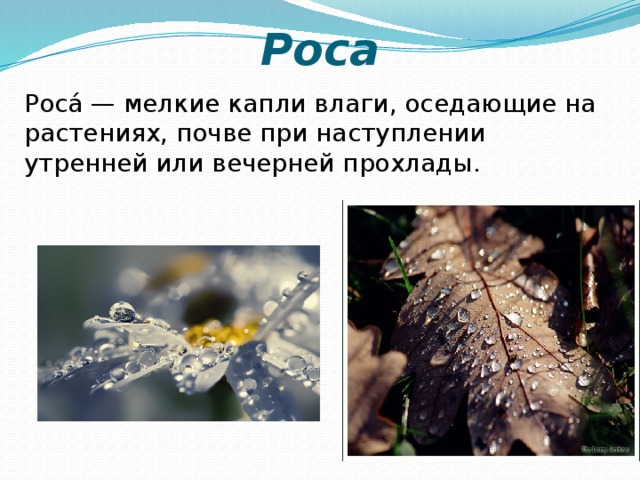 Роса
Роса́ — мелкие капли влаги, оседающие на
растениях, почве при наступлении
утренней или вечерней прохлады.